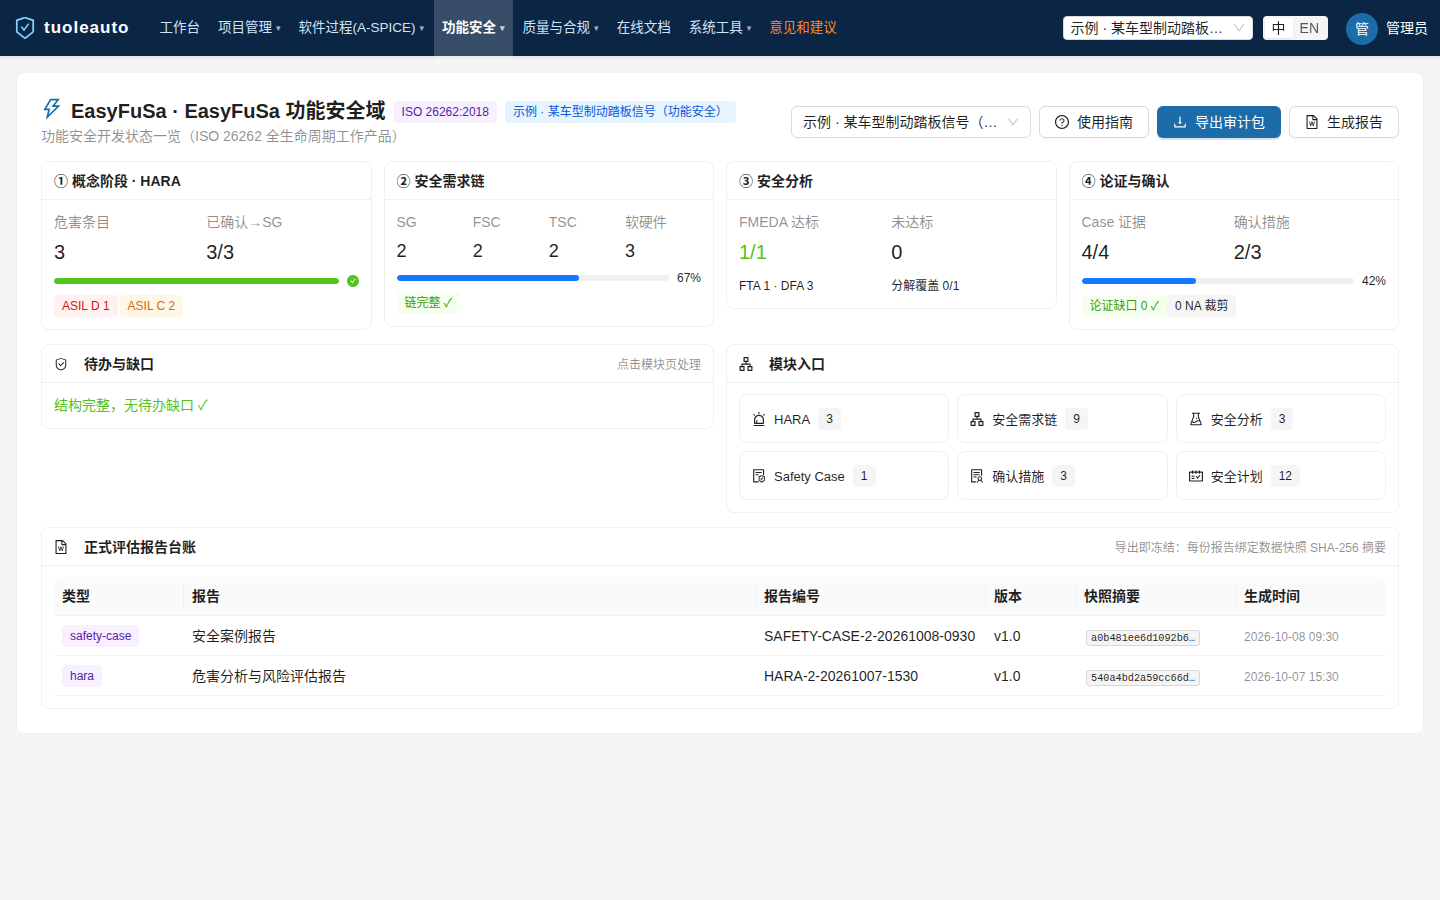 tuoleauto 工作台 项目管理 ▾ 软件过程(A-SPICE) ▾ 功能安全 ▾ 质量与合规 ▾ 在线文档 系统工具 ▾ 意见和建议 示例 · 某车型制动踏板… 中 EN 管 管理员
EasyFuSa · EasyFuSa 功能安全域 ISO 26262:2018 示例 · 某车型制动踏板信号（功能安全） 示例 · 某车型制动踏板信号（… 使用指南 导出审计包 生成报告
功能安全开发状态一览（ISO 26262 全生命周期工作产品）
① 概念阶段 · HARA
危害条目 已确认→SG
3 3/3
ASIL D 1 ASIL C 2
② 安全需求链
SG FSC TSC 软硬件
2 2 2 3
67%
链完整 ✓
③ 安全分析
FMEDA 达标 未达标
1/1 0
FTA 1 · DFA 3 分解覆盖 0/1
④ 论证与确认
Case 证据 确认措施
4/4 2/3
42%
论证缺口 0 ✓ 0 NA 裁剪
待办与缺口 点击模块页处理
结构完整，无待办缺口 ✓
模块入口
HARA 3 安全需求链 9 安全分析 3
Safety Case 1 确认措施 3 安全计划 12
正式评估报告台账 导出即冻结：每份报告绑定数据快照 SHA-256 摘要
类型 报告 报告编号 版本 快照摘要 生成时间
safety-case 安全案例报告 SAFETY-CASE-2-20261008-0930 v1.0 a0b481ee6d1092b6… 2026-10-08 09:30
hara 危害分析与风险评估报告 HARA-2-20261007-1530 v1.0 540a4bd2a59cc66d… 2026-10-07 15:30